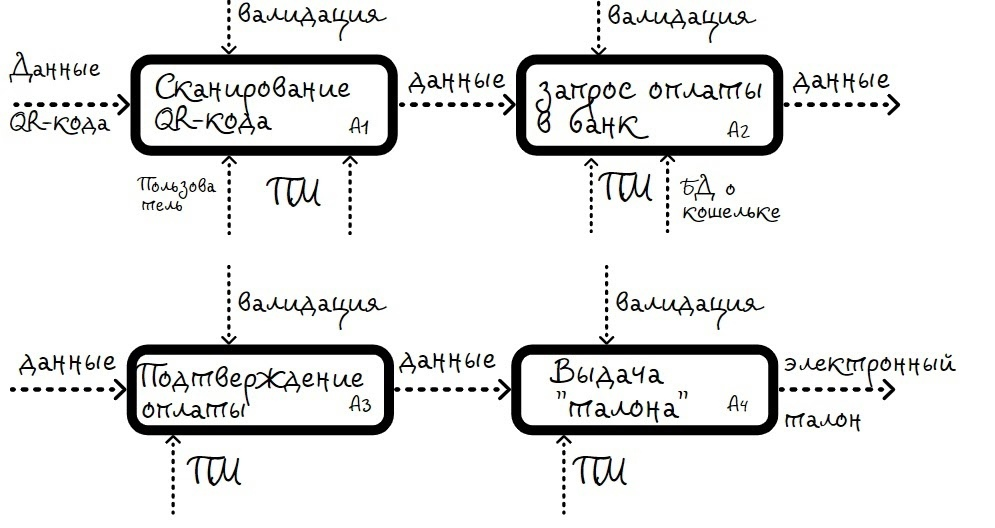 валидация
валидация
Данные
QR-кода
Сканирование
QR-кода
A1
данные
запрос оплаты
в банк
A2
данные
Пользова
тель
ПМ
ПМ
БД о
кошельке
валидация
валидация
данные
Подтверждение
оплаты
A3
данные
Выдача
"талона"
A4
электронный
талон
ПМ
ПМ